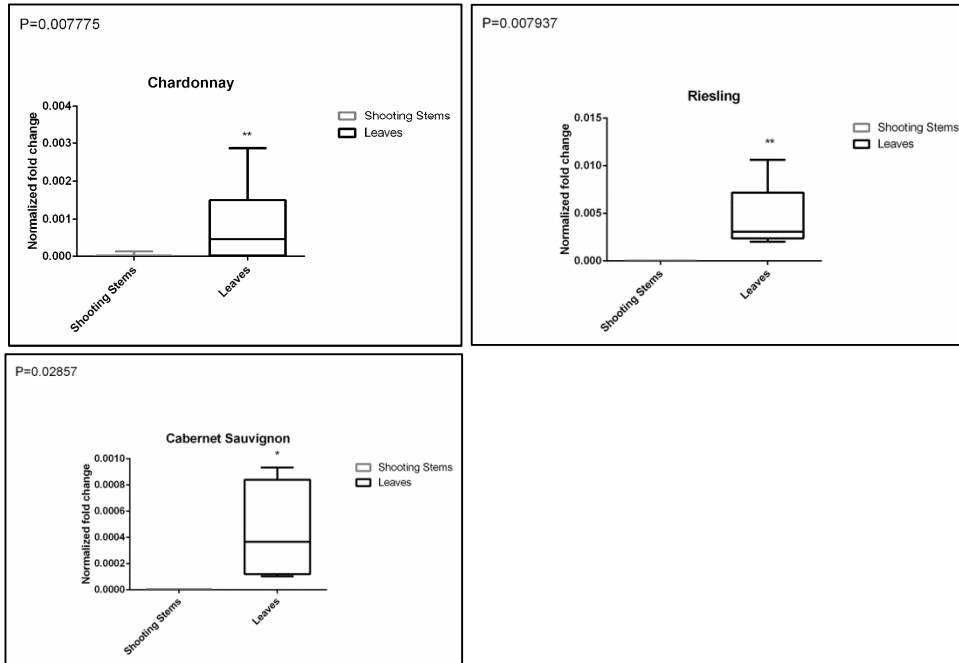 P=0.007775
Chardonnay
Normalized fold change
0.004
0.003
0.002
0.001
0.000
**
Shooting Stems
Leaves
Shooting Stems
Leaves
P=0.007937
Riesling
Normalized fold change
0.015
0.010
0.005
0.000
**
Shooting Stems
Leaves
Shooting Stems
Leaves
P=0.02857
Cabernet Sauvignon
Normalized fold change
0.0010
0.0008
0.0006
0.0004
0.0002
0.0000
*
Shooting Stems
Leaves
Shooting Stems
Leaves